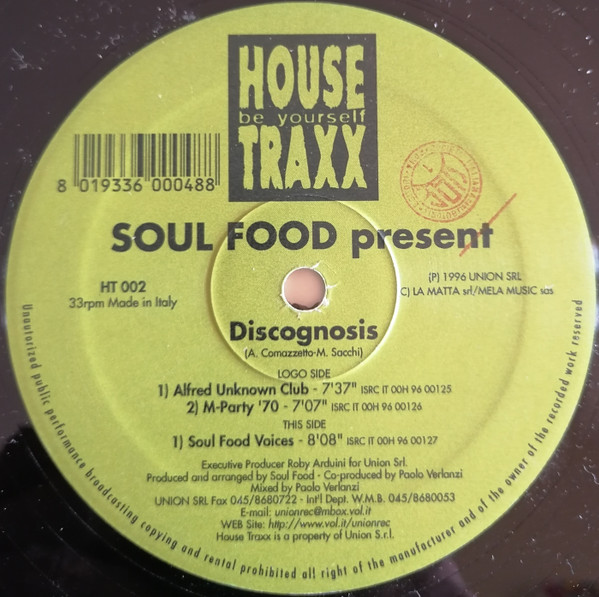 HOUSE
be yourself
TRAXX
8 019336 000488
SOUL FOOD present
HT 002
33rpm Made in Italy
(P) 1996 UNION SRL
C) LA MATTA srl/MELA MUSIC sas
Discognosis
(A. Comazzetto-M. Sacchi)
LOGO SIDE
1) Alfred Unknown Club - 7'37" ISRC IT 00H 96 00125
2) M-Party '70 - 7'07" ISRC IT 00H 96 00126
THIS SIDE
1) Soul Food Voices - 8'08" ISRC IT 00H 96 00127
Executive Producer Roby Arduini for Union Srl.
Produced and arranged by Soul Food - Co-produced by Paolo Verlanzi
Mixed by Paolo Verlanzi
UNION SRL Fax 045/8680722 - Int'l Dept. W.M.B. 045/8680053
E-mail: unionrec@mbox.vol.it
WEB Site: http://www.vol.it/unionrec
House Traxx is a property of Union S.r.l.
Unautorized public performance broadcasting copying and rental prohibited all right of the manufacturer and of the owner of the recorded work reserved